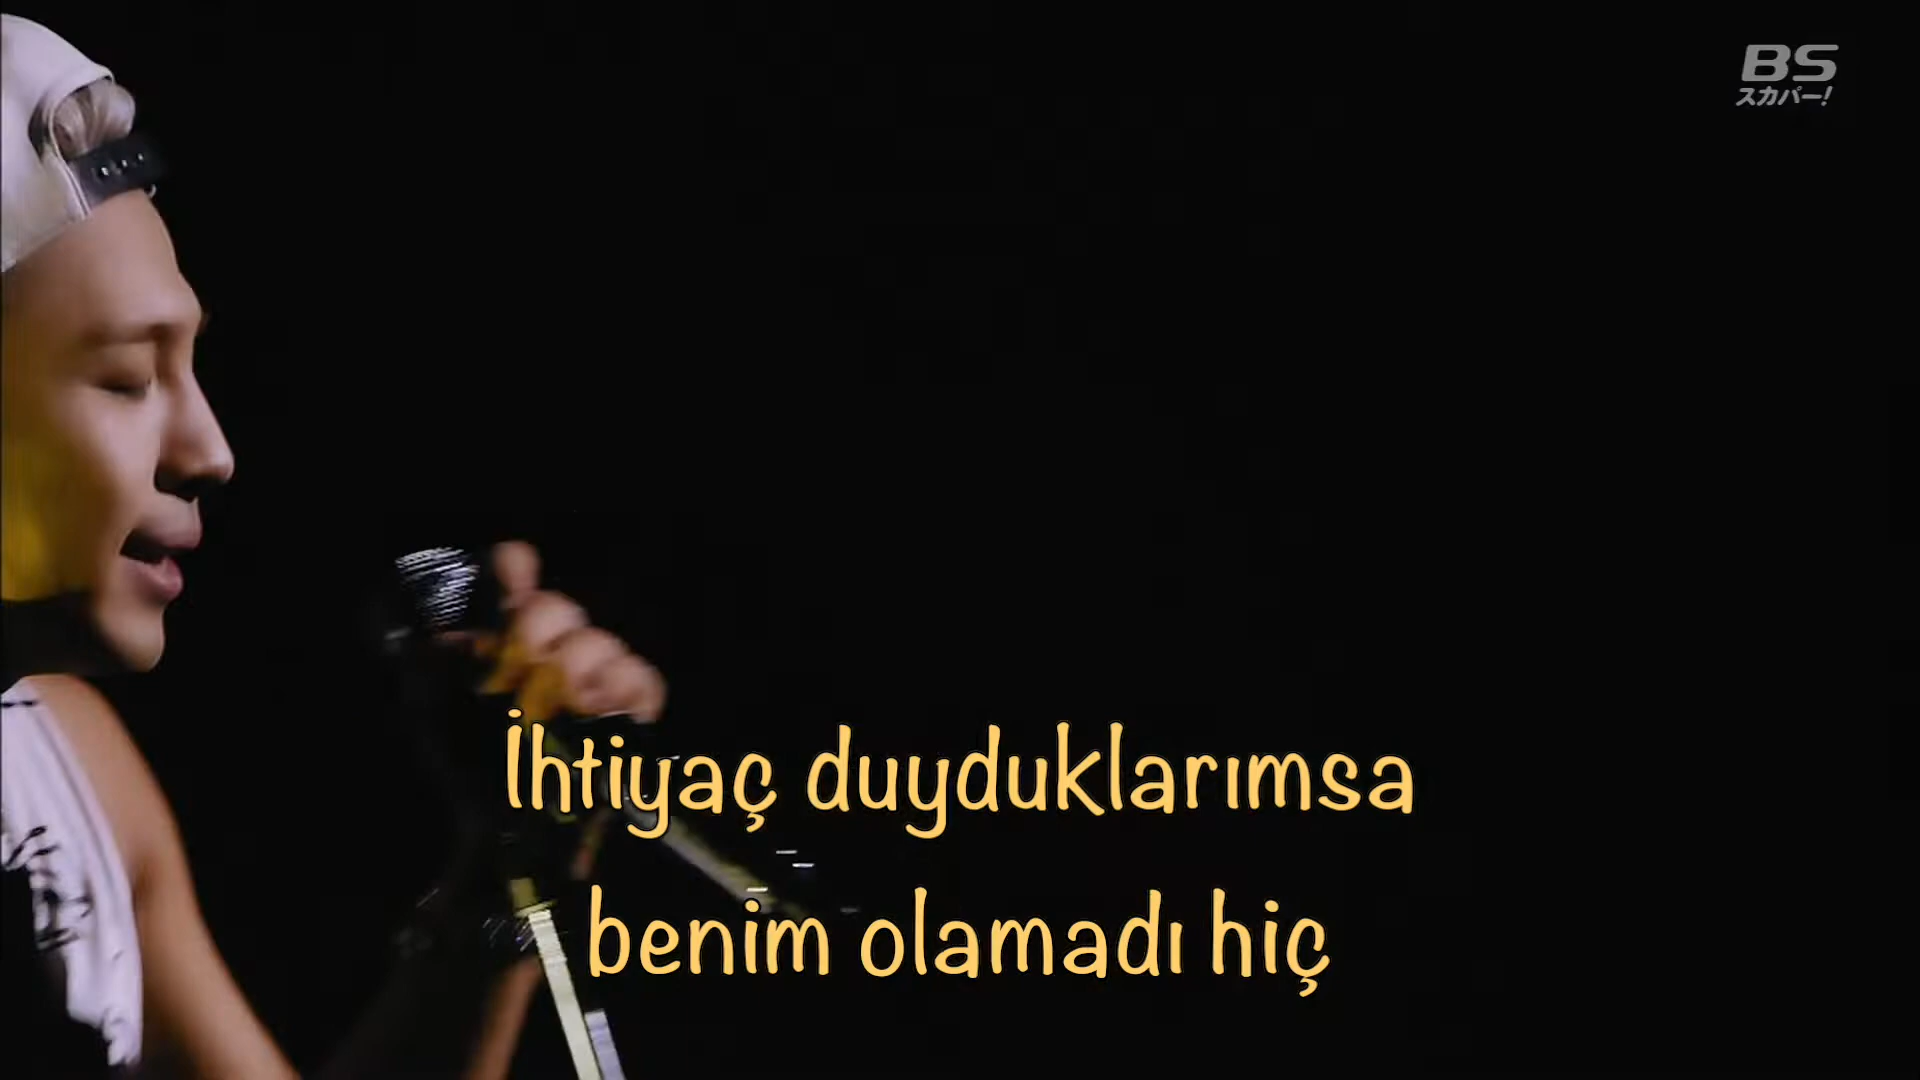 BS
スカパー!
İhtiyaç duyduklarımsa
benim olamadı hiç